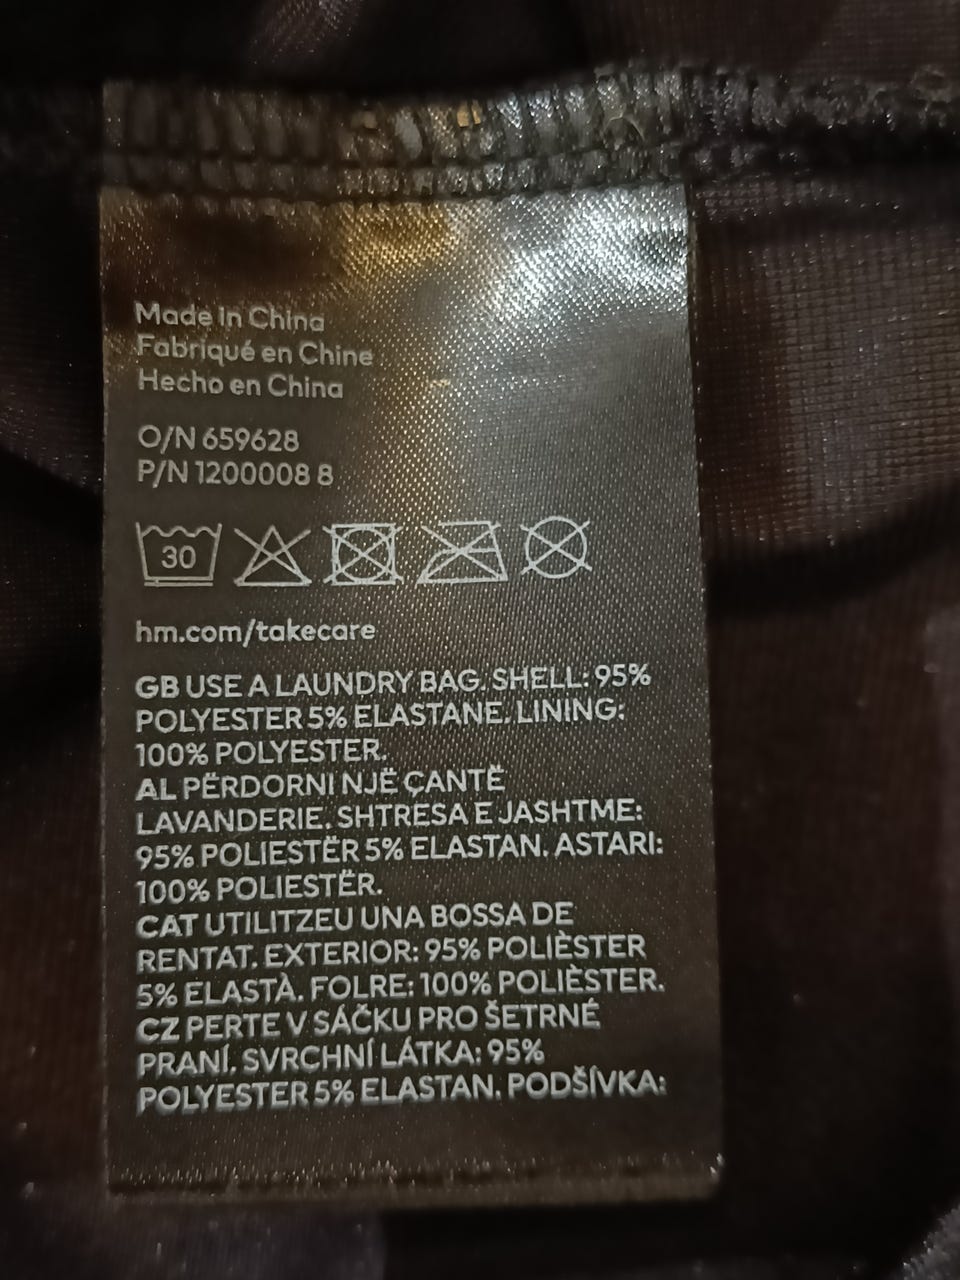 Made in China
Fabriqué en Chine
Hecho en China
O/N 659628
P/N 1200008 8
30
hm.com/takecare
GB USE A LAUNDRY BAG. SHELL: 95%
POLYESTER 5% ELASTANE. LINING:
100% POLYESTER.
AL PËRDORNI NJË ÇANTË
LAVANDERIE. SHTRESA E JASHTME:
95% POLIESTËR 5% ELASTAN. ASTARI:
100% POLIESTËR.
CAT UTILITZEU UNA BOSSA DE
RENTAT. EXTERIOR: 95% POLIÈSTER
5% ELASTÀ. FOLRE: 100% POLIÈSTER.
CZ PERTE V SÁČKU PRO ŠETRNÉ
PRANÍ. SVRCHNÍ LÁTKA: 95%
POLYESTER 5% ELASTAN. PODŠÍVKA: